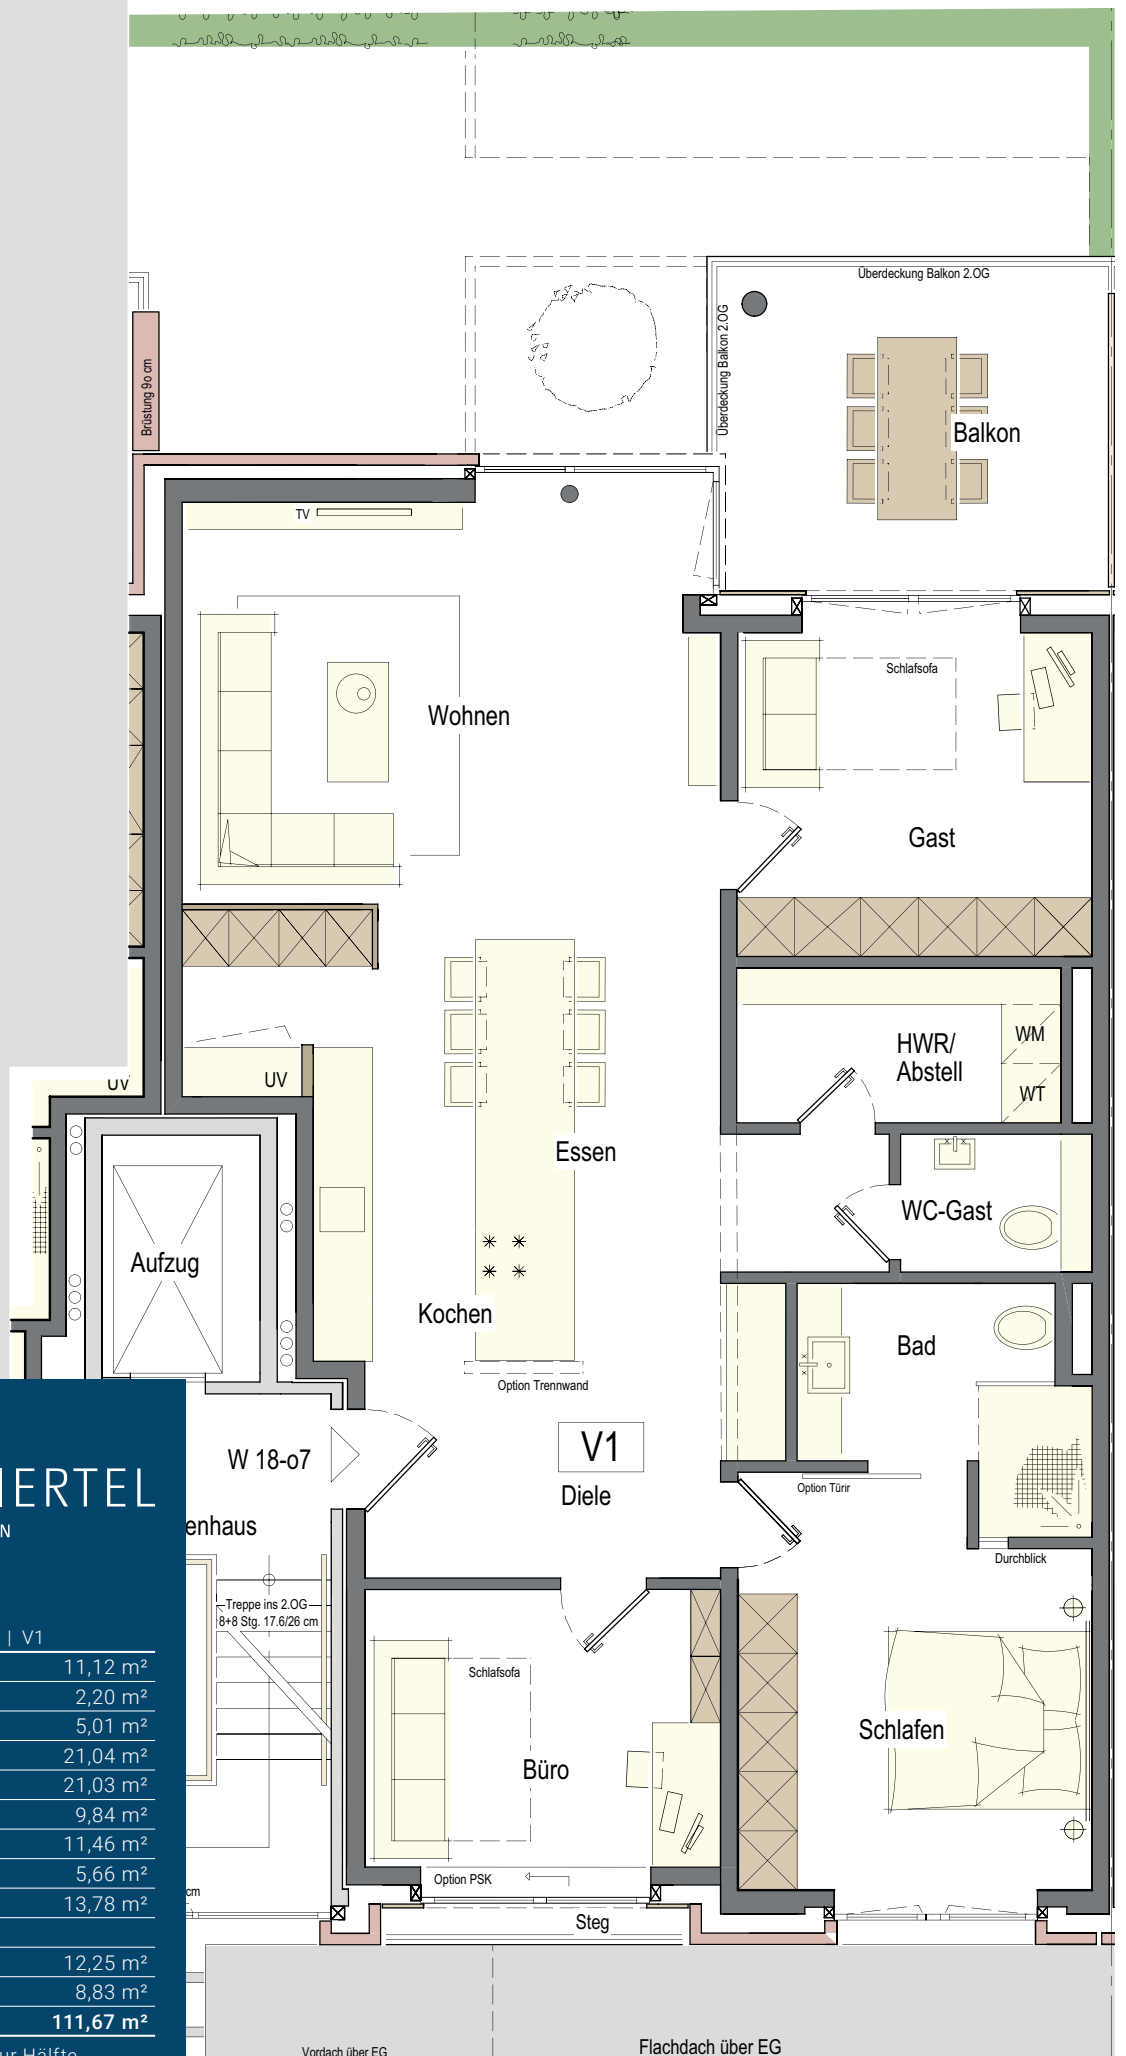 Überdeckung Balkon 2.OG
Überdeckung Balkon 2.OG
Brüstung 90 cm
Balkon
TV
Wohnen
Schlafsofa
Gast
UV
UV
HWR/
Abstell
WM
WT
Essen
WC-Gast
Aufzug
Kochen
Bad
Option Trennwand
V1
Diele
W 18-o7
Option Türir
Durchblick
IERTEL
N
enhaus
Treppe ins 2.OG
8+8 Stg. 17.6/26 cm
Schlafsofa
Büro
Schlafen
| V1
11,12 m²
2,20 m²
5,01 m²
21,04 m²
21,03 m²
9,84 m²
11,46 m²
5,66 m²
13,78 m²
12,25 m²
8,83 m²
111,67 m²
ur Hälfte
cm
Option PSK
Steg
Vordach über EG
Flachdach über EG